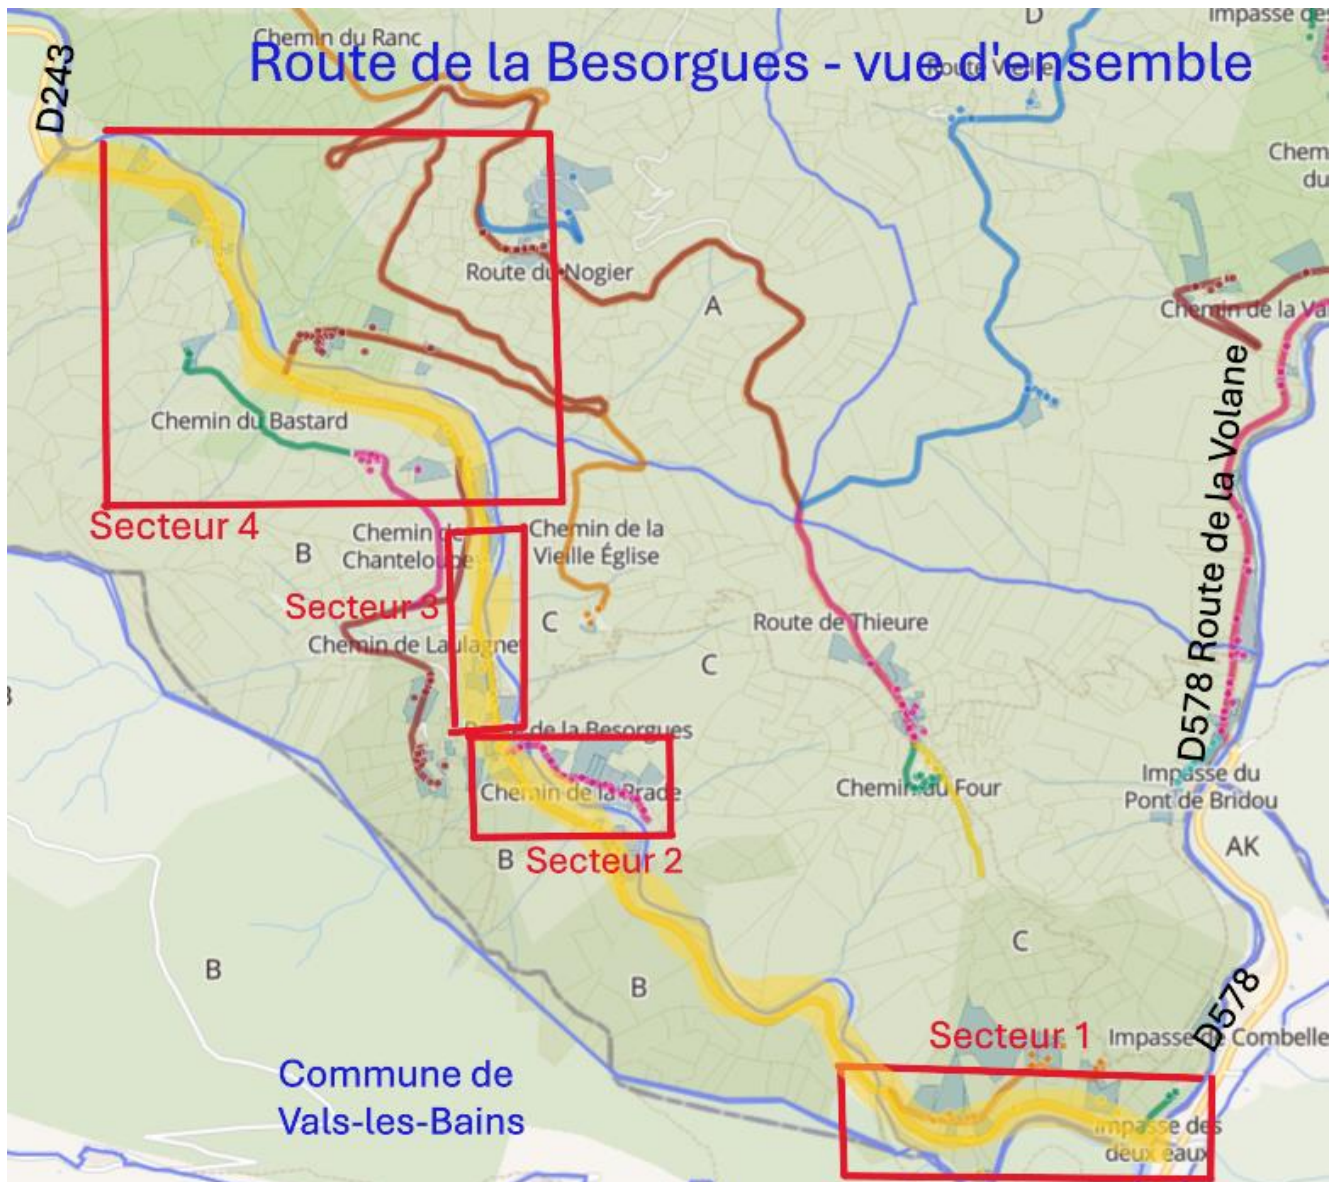 Impasse des
D
Chemin du Ranc
Route de la Besorgues - vue d'ensemble
Route Vieille
D243
Chem
du
Route du Nogier
A
Chemin de la Va
Chemin du Bastard
D578 Route de la Volane
Secteur 4
Chemin de
Chanteloube
B
Chemin de la
Vieille Église
Secteur 3
C
Route de Thieure
Chemin de Laulagnet
C
de la Besorgues
Impasse du
Pont de Bridou
Chemin de la Prade
Chemin du Four
AK
B
Secteur 2
C
B
B
D578
Secteur 1
Impasse de Combelle
Commune de
Vals-les-Bains
Impasse des
deux eaux